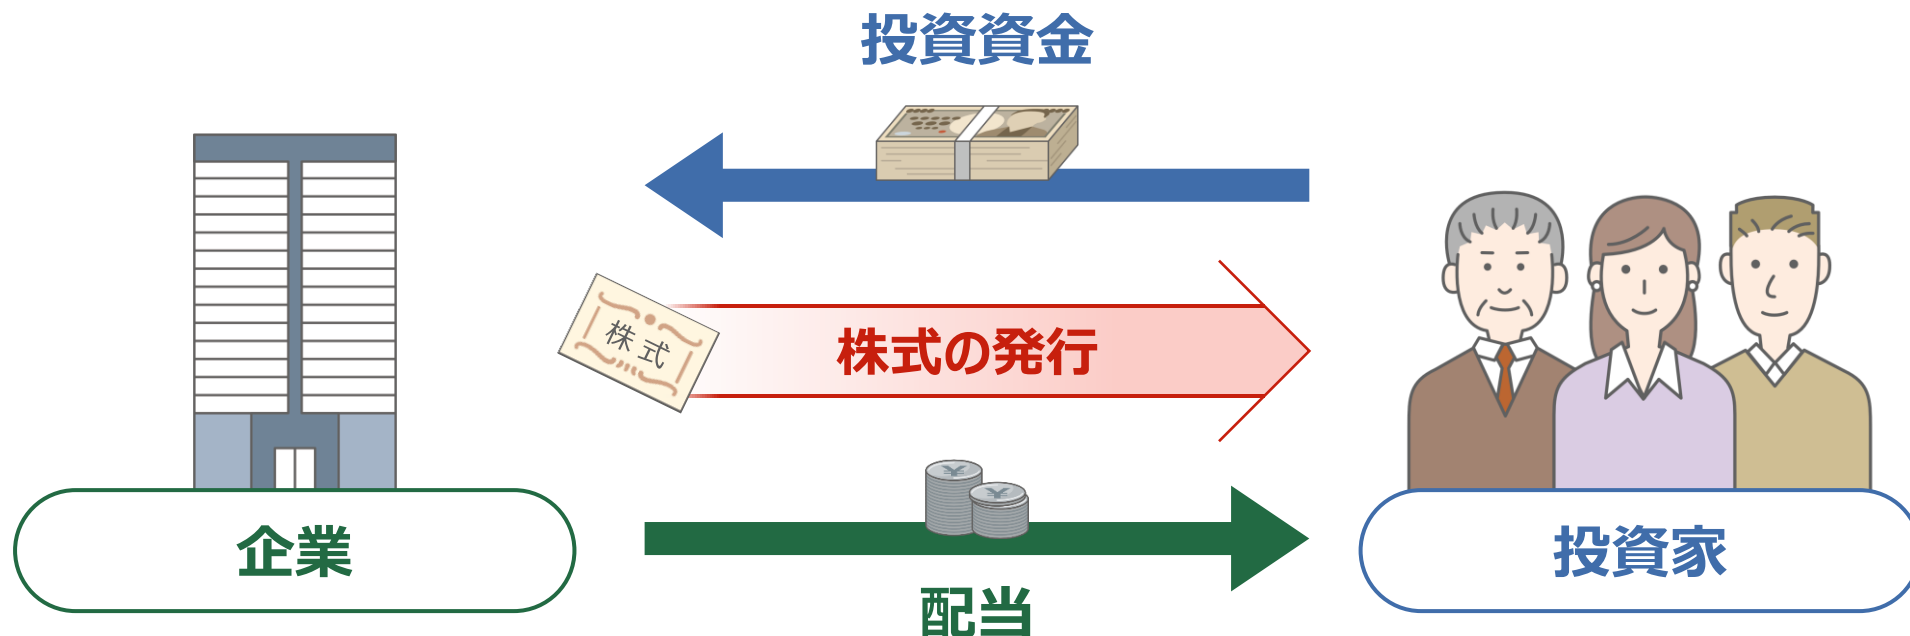 投資資金
株式
株式の発行
企業
投資家
配当